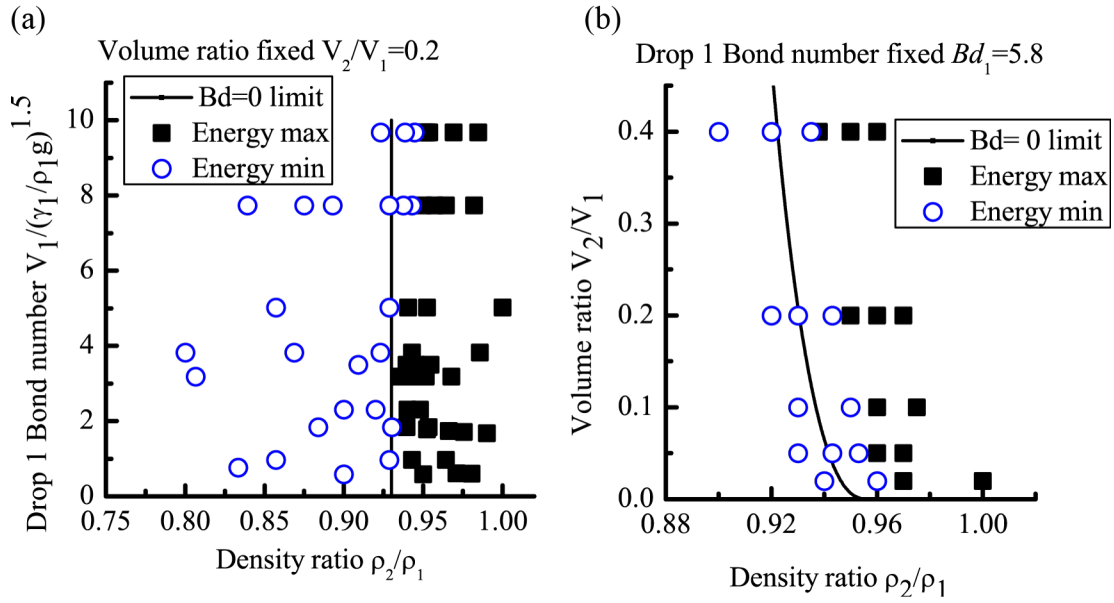 (a)
Volume ratio fixed V₂/V₁=0.2
Drop 1 Bond number V₁/(γ₁/ρ₁g)^1.5
10
8
6
4
2
0
Bd=0 limit
Energy max
Energy min
0.75 0.80 0.85 0.90 0.95 1.00
Density ratio ρ₂/ρ₁
(b)
Drop 1 Bond number fixed Bd₁=5.8
Volume ratio V₂/V₁
0.4
0.3
0.2
0.1
0.0
Bd= 0 limit
Energy max
Energy min
0.88 0.92 0.96 1.00
Density ratio ρ₂/ρ₁